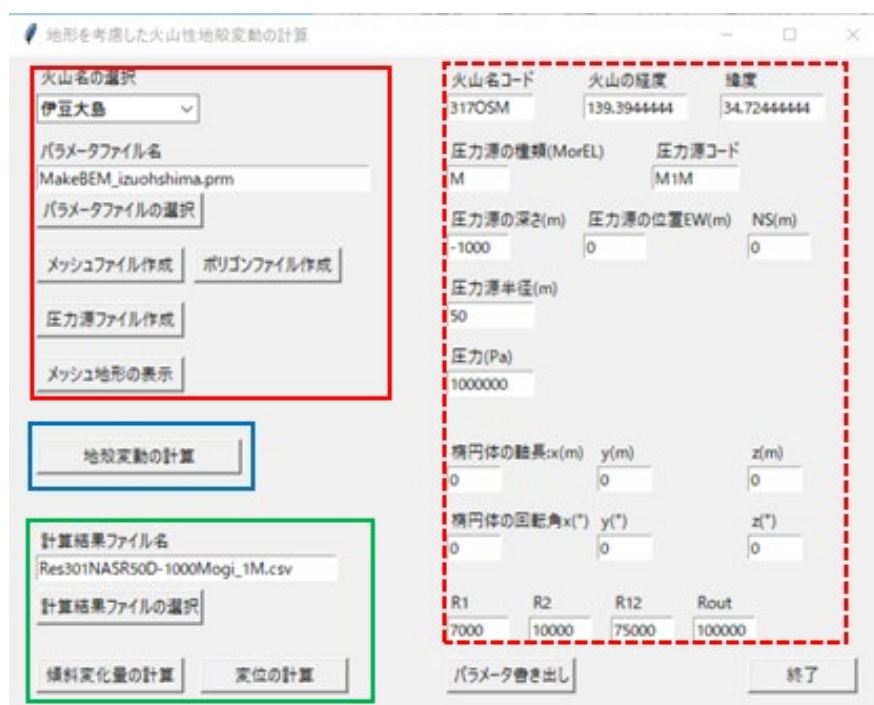 地形を考慮した火山性地殻変動の計算
火山名の選択
伊豆大島
パラメータファイル名
MakeBEM_izuohshima.prm
パラメータファイルの選択
メッシュファイル作成 ポリゴンファイル作成
圧力源ファイル作成
メッシュ地形の表示
地殻変動の計算
計算結果ファイル名
Res301NASR50D-1000Mogi_1M.csv
計算結果ファイルの選択
傾斜変化量の計算 変位の計算
火山名コード 火山の経度 緯度
317OSM 139.3944444 34.72444444
圧力源の種類(MorEL) 圧力源コード
M M1M
圧力源の深さ(m) 圧力源の位置EW(m) NS(m)
-1000 0 0
圧力源半径(m)
50
圧力(Pa)
1000000
楕円体の軸長:x(m) y(m) z(m)
0 0 0
楕円体の回転角x(°) y(°) z(°)
0 0 0
R1 R2 R12 Rout
7000 10000 75000 100000
パラメータ書き出し 終了